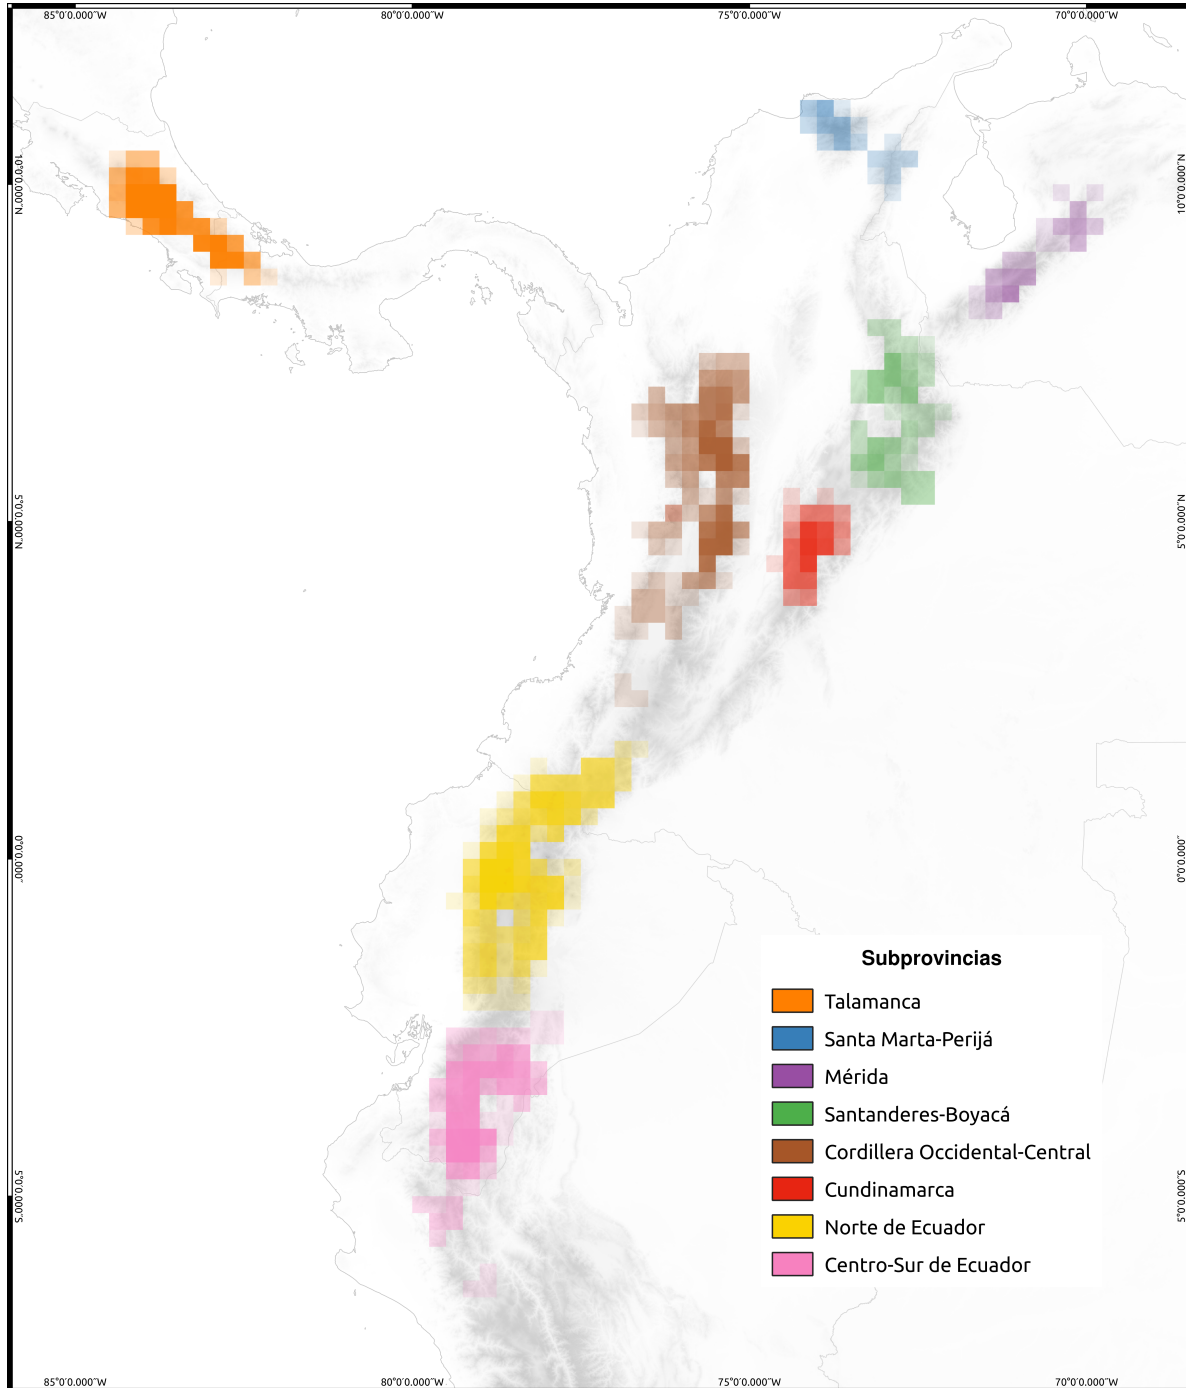 85°0'0.000"W 80°0'0.000"W 75°0'0.000"W 70°0'0.000"W
10°0'0.000"N 10°0'0.000"N
5°0'0.000"N 5°0'0.000"N
0°0'0.000" 0°0'0.000"
Subprovincias
Talamanca
Santa Marta-Perijá
Mérida
Santanderes-Boyacá
Cordillera Occidental-Central
Cundinamarca
Norte de Ecuador
Centro-Sur de Ecuador
5°0'0.000"S 5°0'0.000"S
85°0'0.000"W 80°0'0.000"W 75°0'0.000"W 70°0'0.000"W